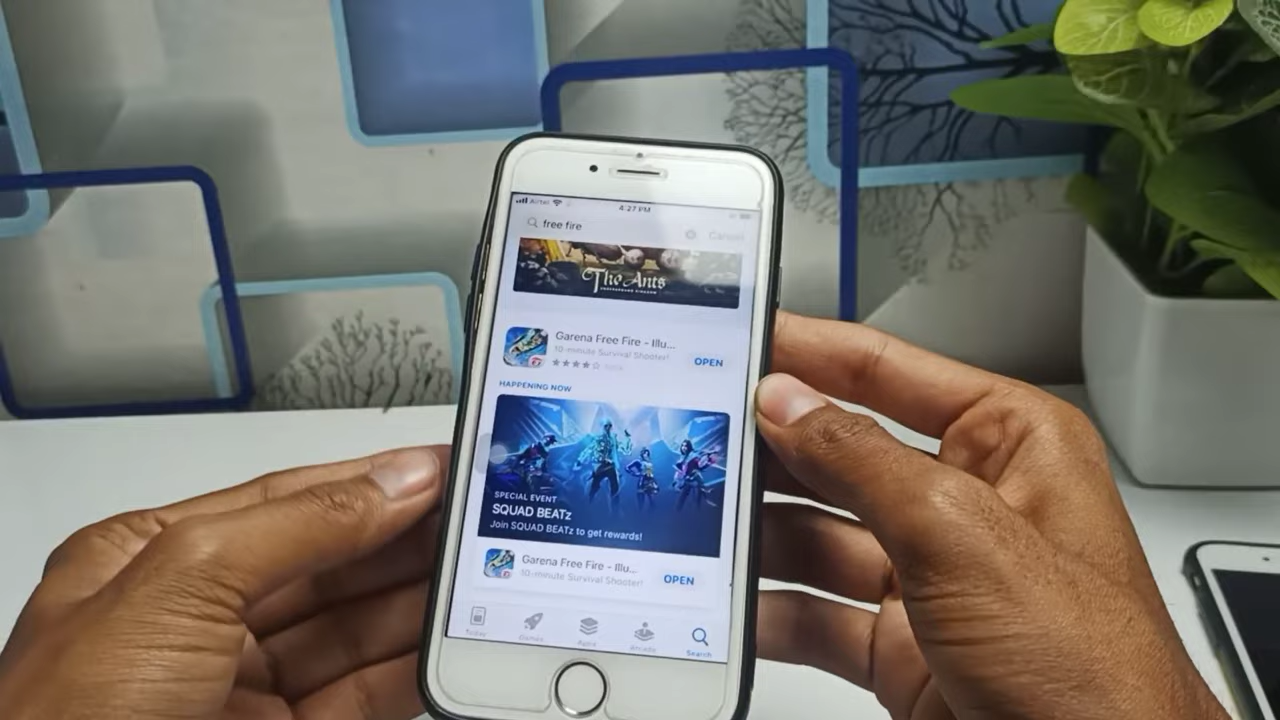 Airtel
4:27 PM
free fire
Cancel
The Ants
UNDERGROUND KINGDOM
Garena Free Fire - Illu...
10-minute Survival Shooter!
OPEN
HAPPENING NOW
SPECIAL EVENT
SQUAD BEATz
Join SQUAD BEATz to get rewards!
Garena Free Fire - Illu...
10-minute Survival Shooter!
OPEN
Today
Games
Apps
Arcade
Search